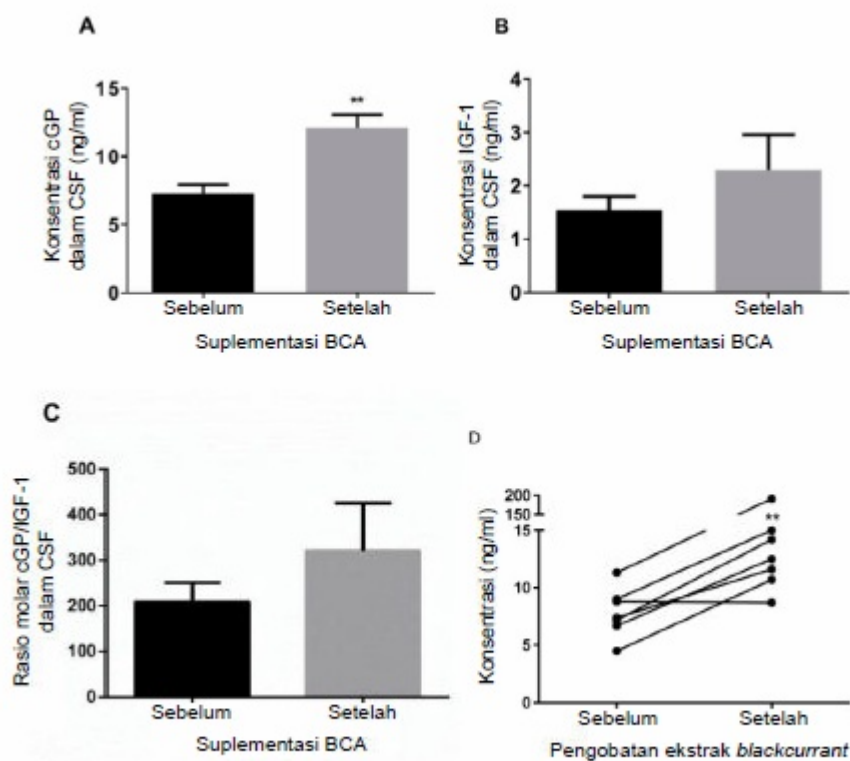 A
Konsentrasi cGP
dalam CSF (ng/ml)
15
10
5
0
**
Sebelum
Setelah
Suplementasi BCA
B
Konsentrasi IGF-1
dalam CSF (ng/ml)
4
3
2
1
0
Sebelum
Setelah
Suplementasi BCA
C
Rasio molar cGP/IGF-1
dalam CSF
500
400
300
200
100
0
Sebelum
Setelah
Suplementasi BCA
D
Konsentrasi (ng/ml)
200
150
15
10
5
0
**
Sebelum
Setelah
Pengobatan ekstrak blackcurrant